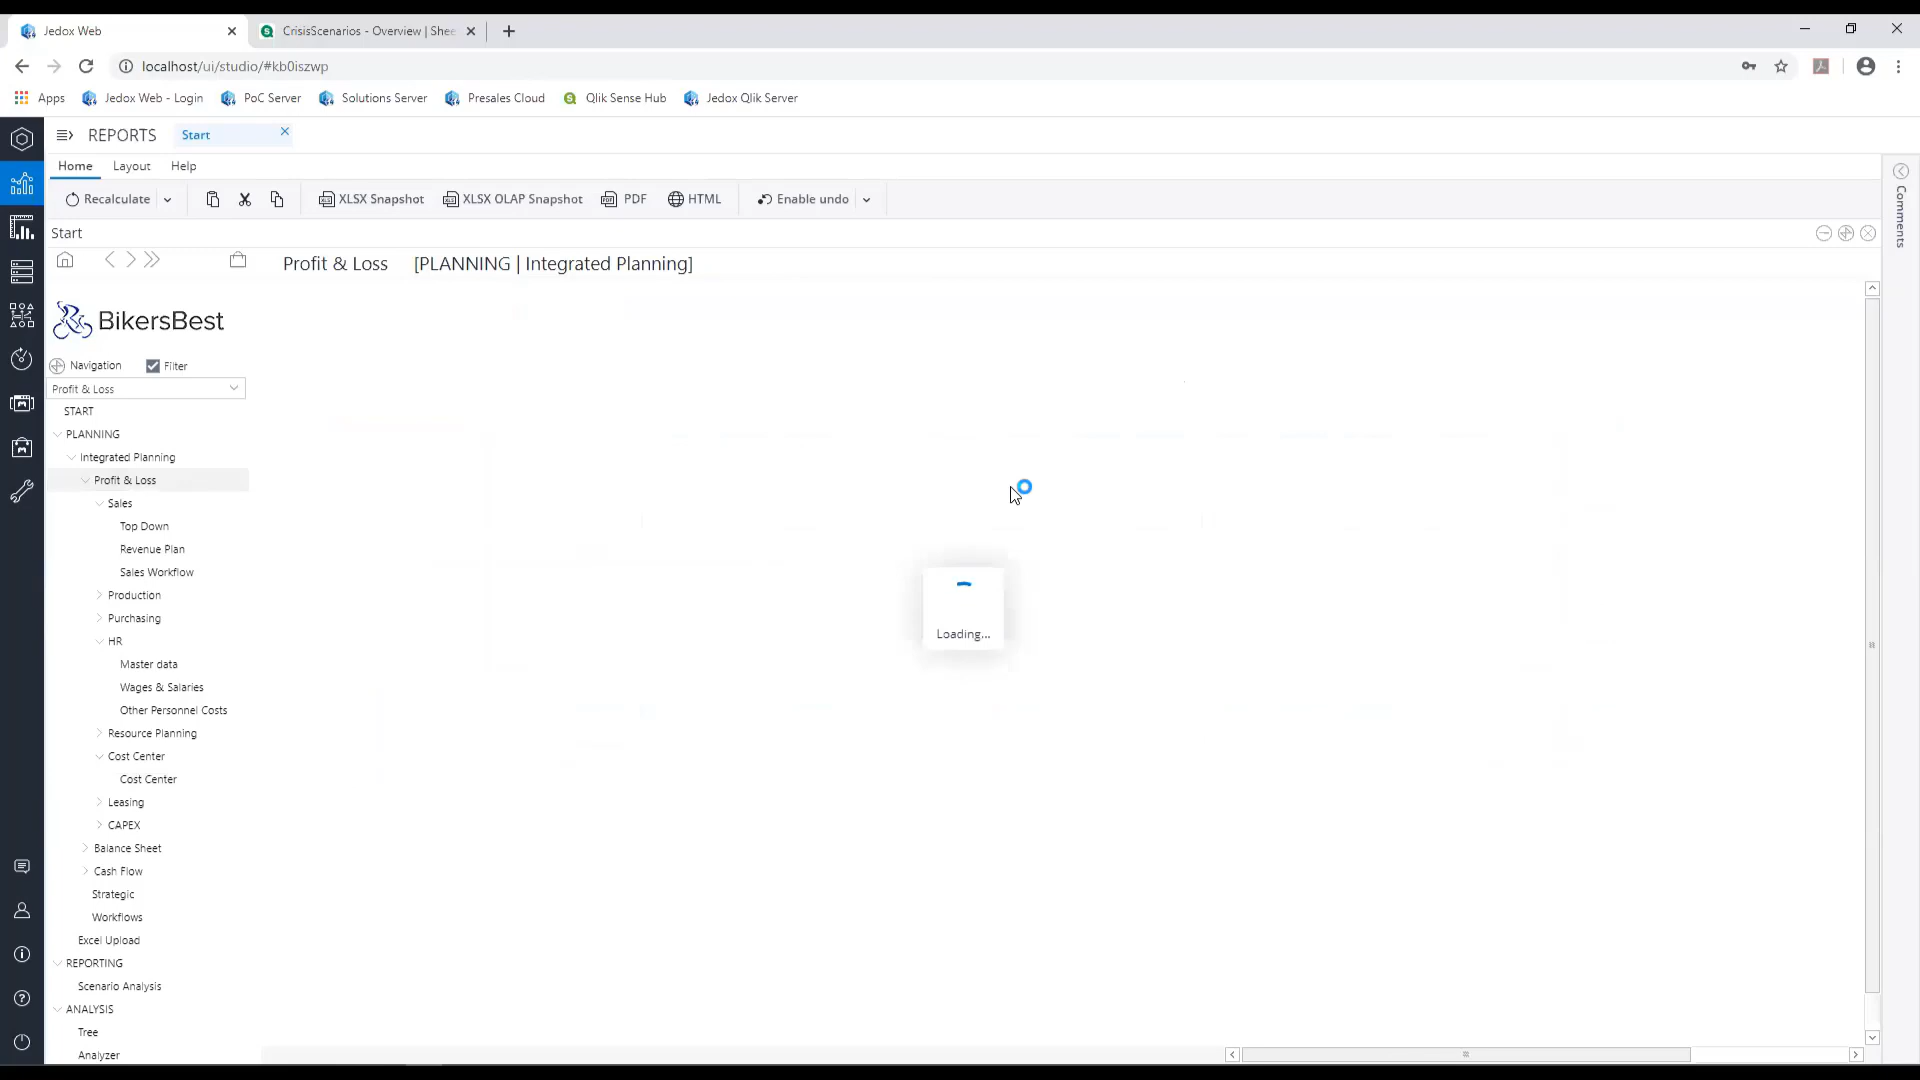 Jedox Web
CrisisScenarios - Overview | Shee
localhost/ui/studio/#kb0iszwp
Apps
Jedox Web - Login
PoC Server
Solutions Server
Presales Cloud
Qlik Sense Hub
Jedox Qlik Server
REPORTS
Start
Home
Layout
Help
Recalculate
XLSX Snapshot
XLSX OLAP Snapshot
PDF
HTML
Enable undo
Start
Comments
Profit & Loss [PLANNING | Integrated Planning]
BikersBest
Navigation
Filter
Profit & Loss
START
PLANNING
Integrated Planning
Profit & Loss
Sales
Top Down
Revenue Plan
Sales Workflow
Production
Purchasing
HR
Master data
Wages & Salaries
Other Personnel Costs
Resource Planning
Cost Center
Cost Center
Leasing
CAPEX
Balance Sheet
Cash Flow
Strategic
Workflows
Excel Upload
REPORTING
Scenario Analysis
ANALYSIS
Tree
Analyzer
Loading...